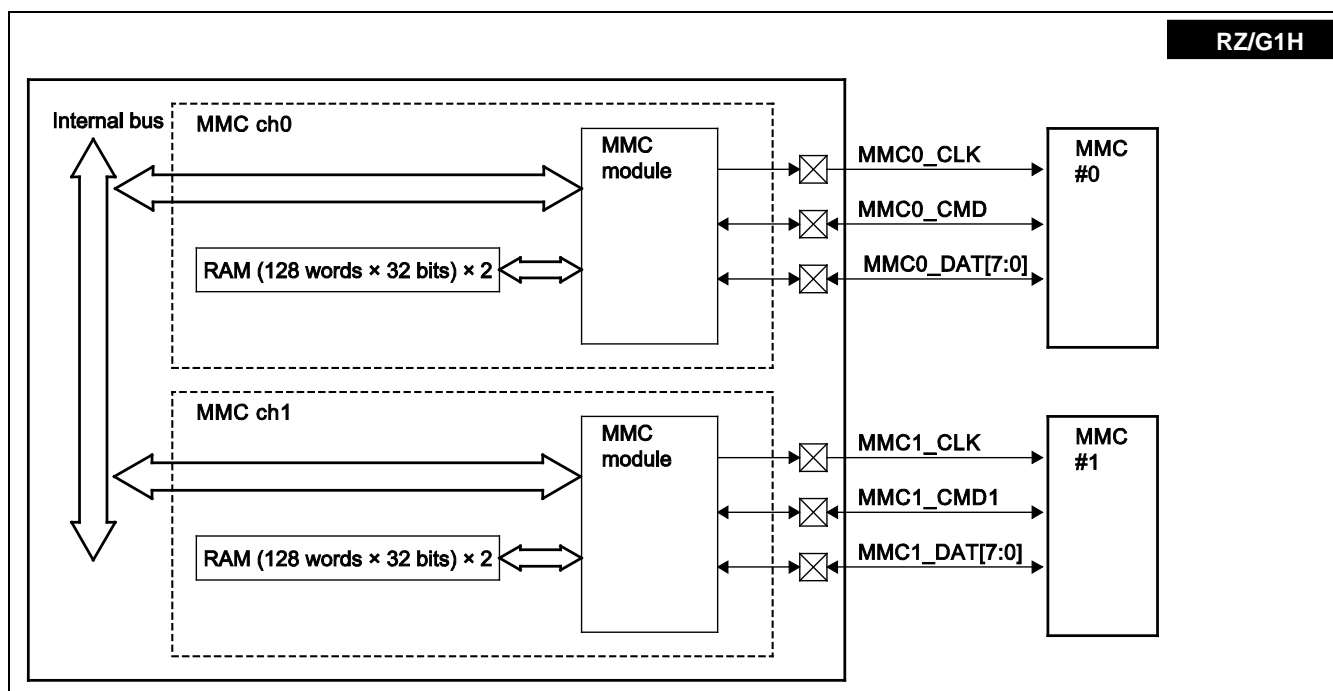 RZ/G1H
Internal bus
MMC ch0
MMC
module
RAM (128 words × 32 bits) × 2
MMC0_CLK
MMC0_CMD
MMC0_DAT[7:0]
MMC
#0
MMC ch1
MMC
module
RAM (128 words × 32 bits) × 2
MMC1_CLK
MMC1_CMD1
MMC1_DAT[7:0]
MMC
#1